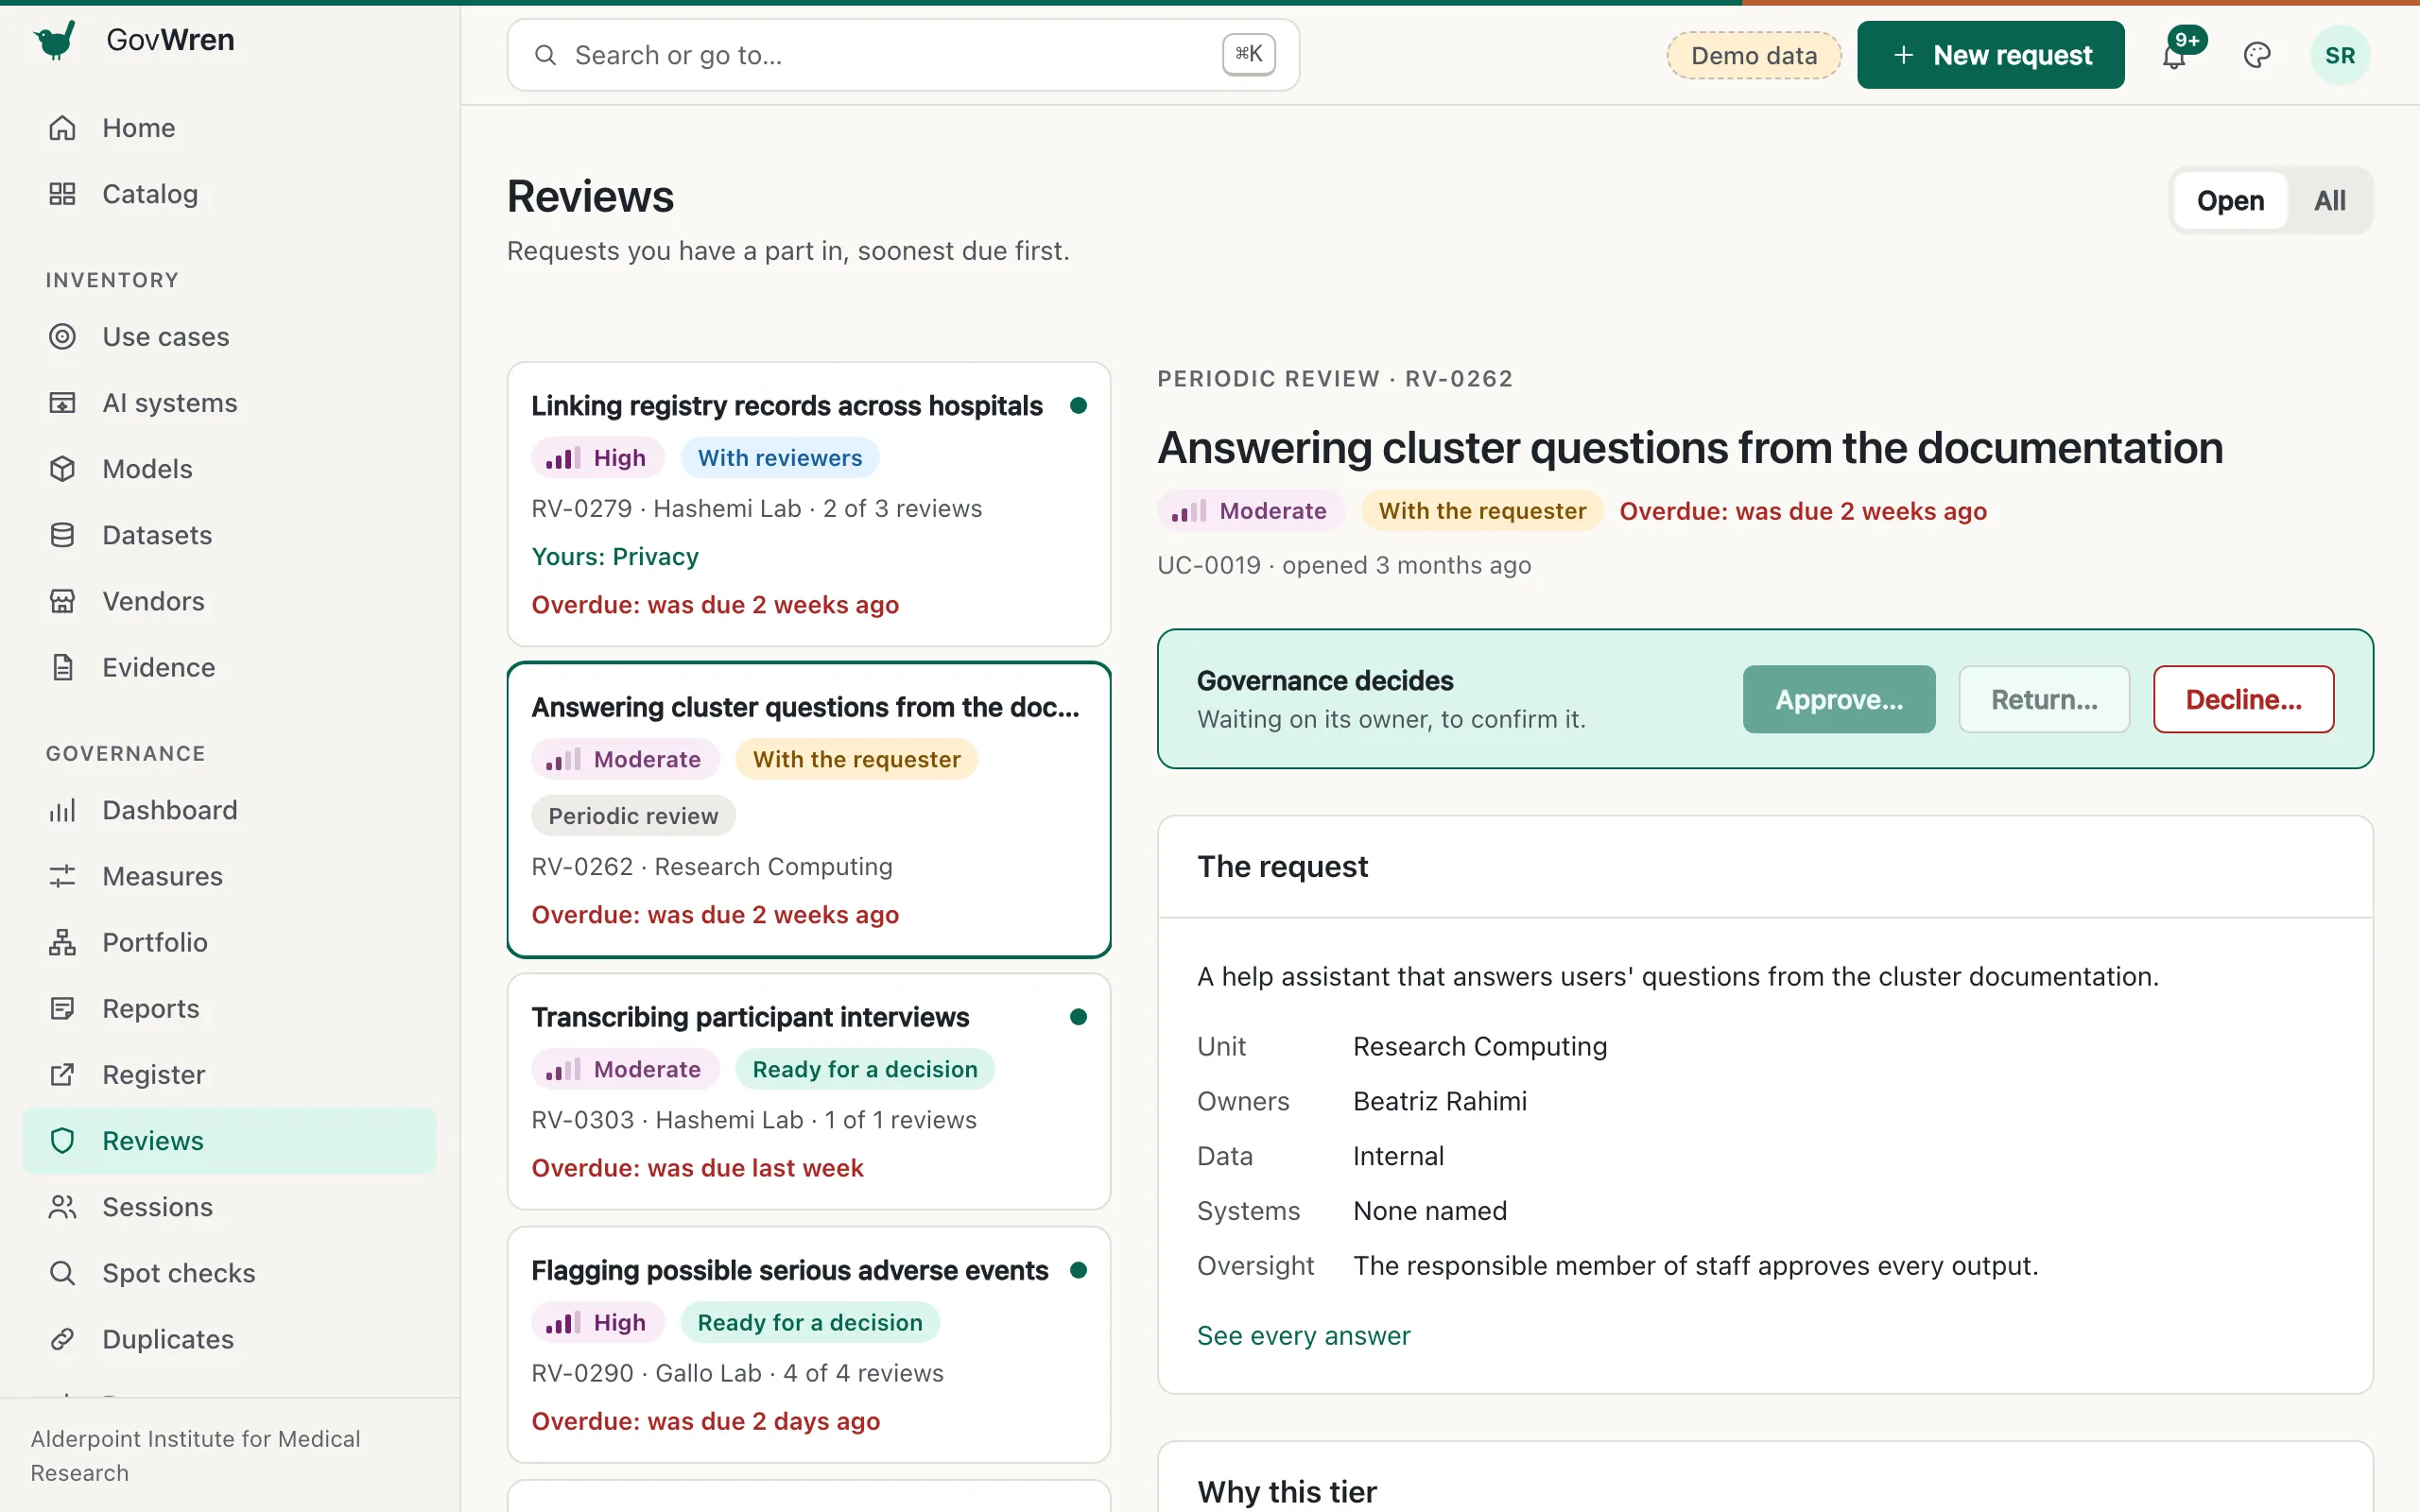 GovWren
Search or go to...
⌘K
Demo data
+ New request
9+
SR
Home
Catalog
INVENTORY
Use cases
AI systems
Models
Datasets
Vendors
Evidence
GOVERNANCE
Dashboard
Measures
Portfolio
Reports
Register
Reviews
Sessions
Spot checks
Duplicates
Alderpoint Institute for Medical
Research
Reviews
Requests you have a part in, soonest due first.
Open
All
Linking registry records across hospitals
High
With reviewers
RV-0279 · Hashemi Lab · 2 of 3 reviews
Yours: Privacy
Overdue: was due 2 weeks ago
Answering cluster questions from the doc...
Moderate
With the requester
Periodic review
RV-0262 · Research Computing
Overdue: was due 2 weeks ago
Transcribing participant interviews
Moderate
Ready for a decision
RV-0303 · Hashemi Lab · 1 of 1 reviews
Overdue: was due last week
Flagging possible serious adverse events
High
Ready for a decision
RV-0290 · Gallo Lab · 4 of 4 reviews
Overdue: was due 2 days ago
PERIODIC REVIEW · RV-0262
Answering cluster questions from the documentation
Moderate
With the requester
Overdue: was due 2 weeks ago
UC-0019 · opened 3 months ago
Governance decides
Waiting on its owner, to confirm it.
Approve...
Return...
Decline...
The request
A help assistant that answers users' questions from the cluster documentation.
Unit Research Computing
Owners Beatriz Rahimi
Data Internal
Systems None named
Oversight The responsible member of staff approves every output.
See every answer
Why this tier